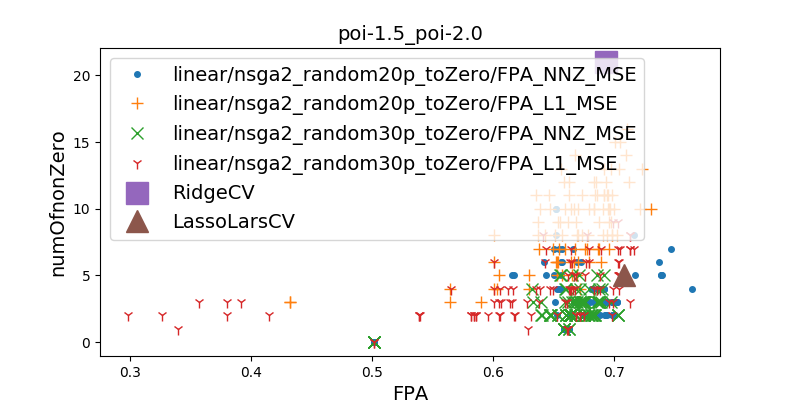 poi-1.5_poi-2.0
linear/nsga2_random20p_toZero/FPA_NNZ_MSE
linear/nsga2_random20p_toZero/FPA_L1_MSE
linear/nsga2_random30p_toZero/FPA_NNZ_MSE
linear/nsga2_random30p_toZero/FPA_L1_MSE
RidgeCV
LassoLarsCV
numOfnonZero
20
15
10
5
0
0.3 0.4 0.5 0.6 0.7
FPA